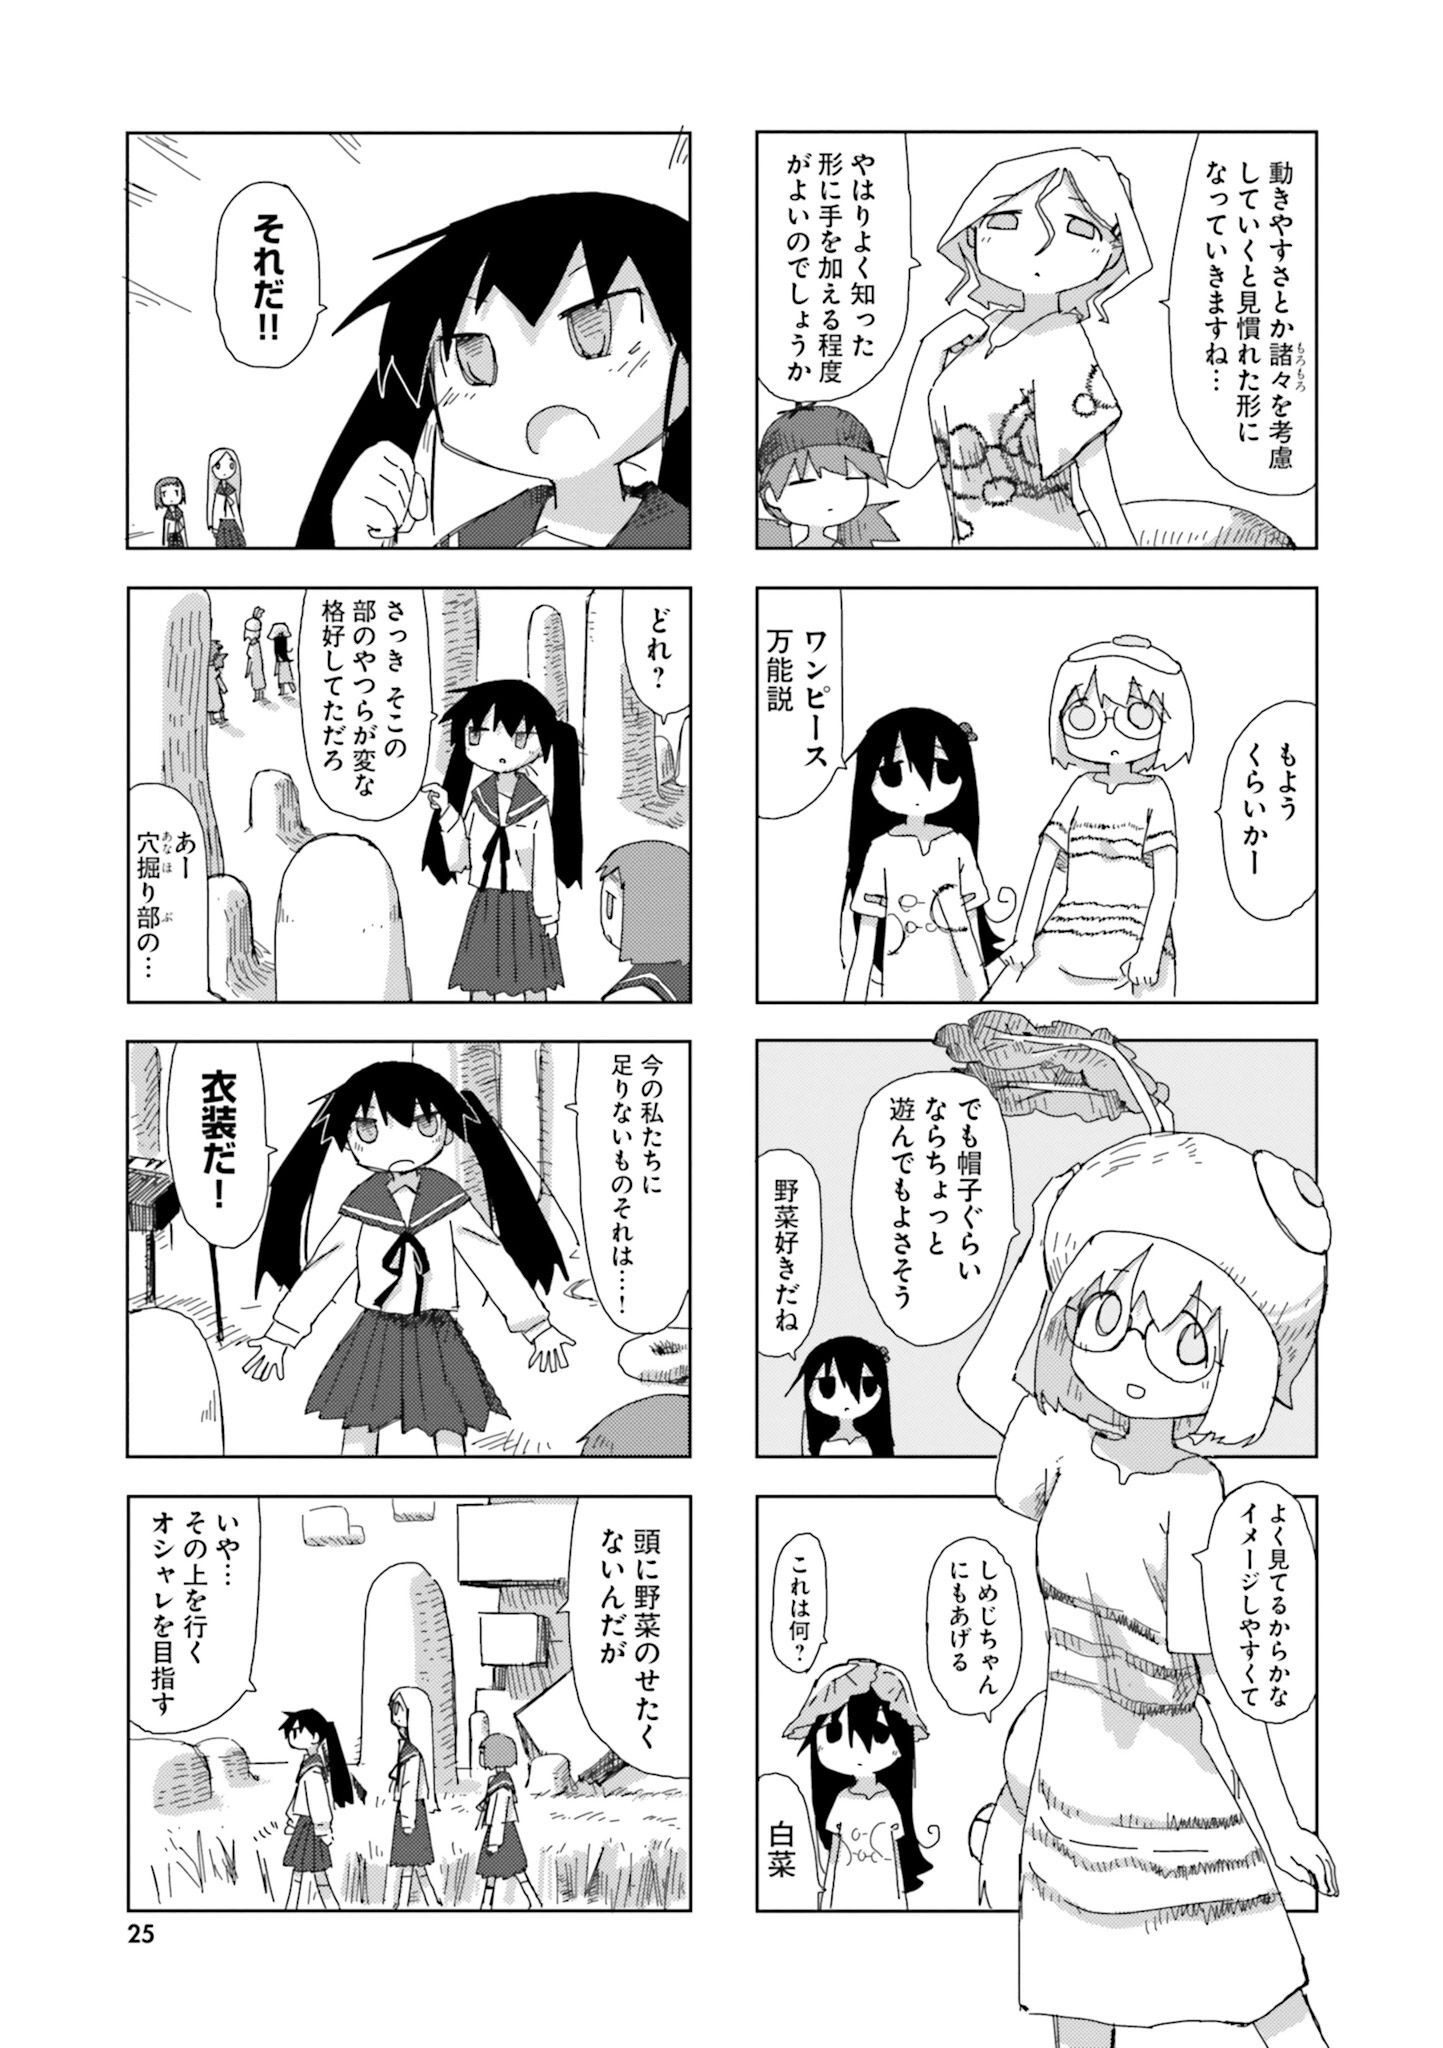 動きやすさとか諸々を考慮
していくと見慣れた形に
なっていきますね…
もろもろ
やはりよく知った
形に手を加える程度
がよいのでしょうか
もよう
くらいかー
ワンピース
万能説
でも帽子ぐらい
ならちょっと
遊んでもよさそう
野菜好きだね
よく見てるからかな
イメージしやすくて
しめじちゃん
にもあげる
これは何?
白菜
それだ!!
どれ?
さっき そこの
部のやつらが変な
格好してただろ
あー
穴掘り部の…
あなほ ぶ
今の私たちに
足りないものそれは…!
衣装だ!
頭に野菜のせたく
ないんだが
いや…
その上を行く
オシャレを目指す
25